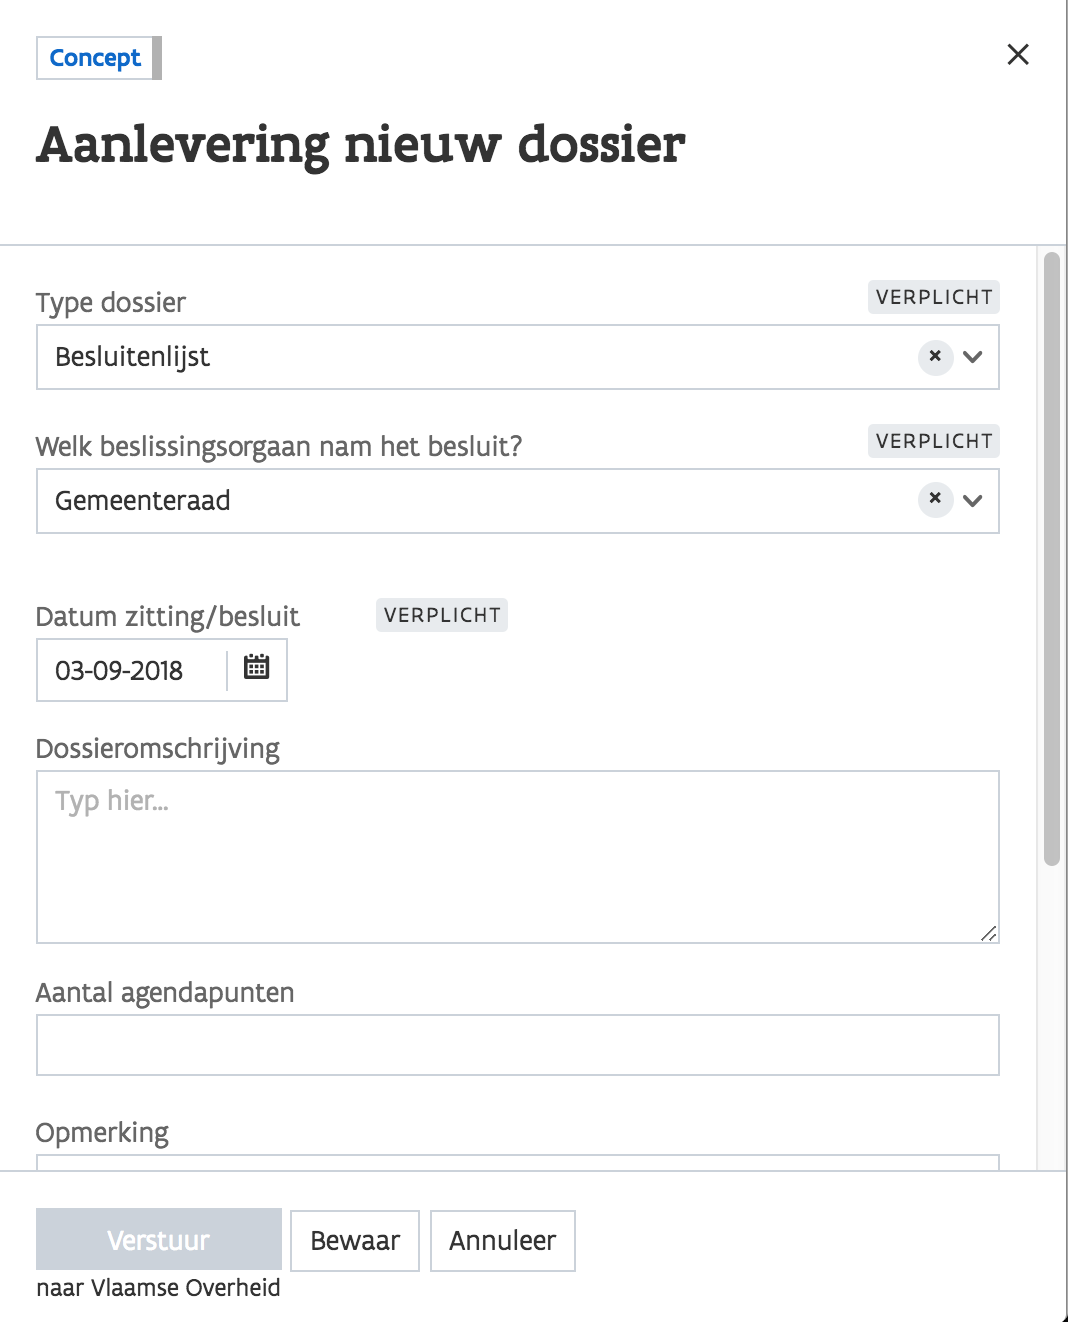 Concept
Aanlevering nieuw dossier
Type dossier VERPLICHT
Besluitenlijst
Welk beslissingsorgaan nam het besluit? VERPLICHT
Gemeenteraad
Datum zitting/besluit VERPLICHT
03-09-2018
Dossieromschrijving
Typ hier...
Aantal agendapunten
Opmerking
Verstuur Bewaar Annuleer
naar Vlaamse Overheid